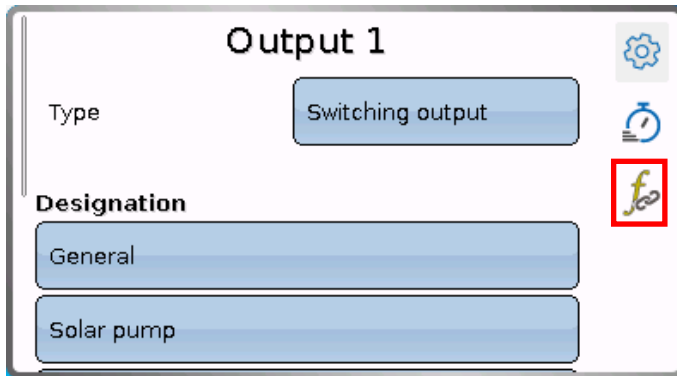 Output 1
Type
Switching output
Designation
General
Solar pump